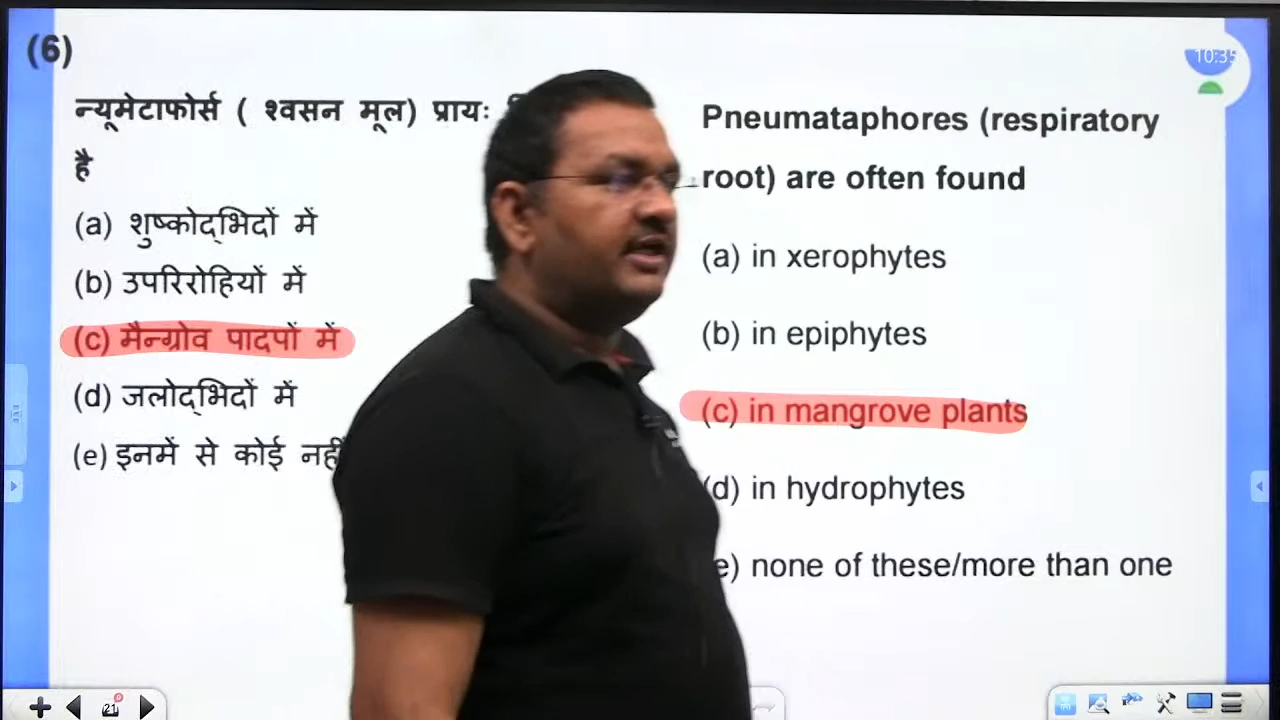 (6)
10:35
न्यूमेटाफोर्स ( श्वसन मूल) प्रायः
है
(a) शुष्कोद्भिदों में
(b) उपरिरोहियों में
(c) मैन्ग्रोव पादपों में
(d) जलोद्भिदों में
(e) इनमें से कोई नहीं
Pneumataphores (respiratory
root) are often found
(a) in xerophytes
(b) in epiphytes
(c) in mangrove plants
(d) in hydrophytes
e) none of these/more than one
21